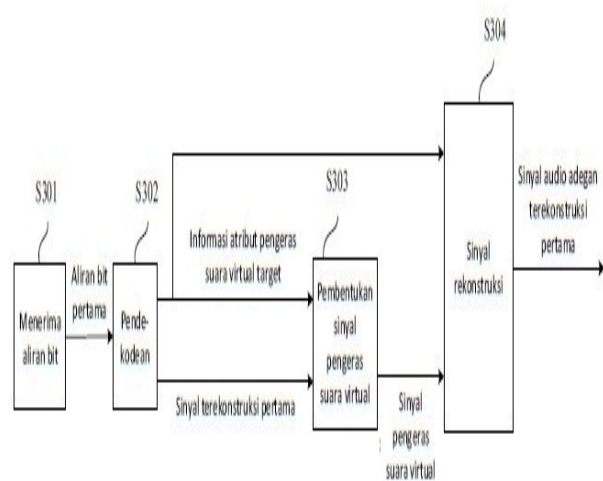 S304
S303
S301
S302
Sinyal audio adegan
terekonstruksi
pertama
Informasi atribut pengeras
suara virtual target
Aliran bit
pertama
Menerima
aliran bit
Pende-
kodean
Pembentukan
sinyal
pengeras
suara virtual
Sinyal
rekonstruksi
Sinyal terekonstruksi pertama
Sinyal
pengeras
suara virtual